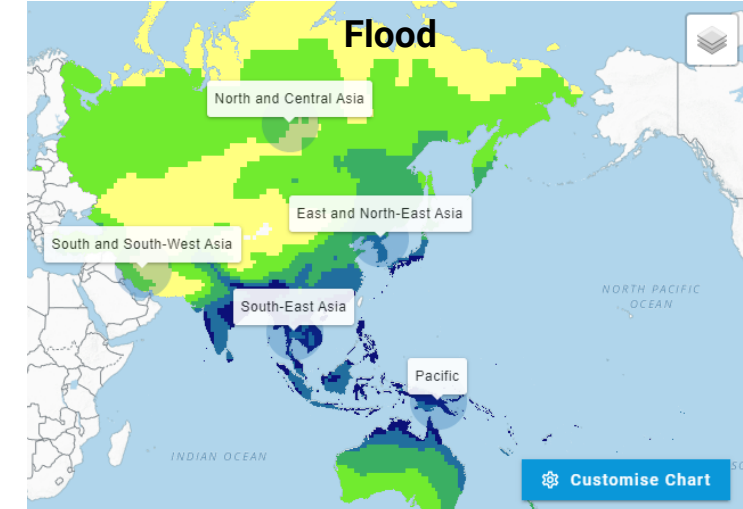 Flood
North and Central Asia
East and North-East Asia
South and South-West Asia
NORTH PACIFIC
OCEAN
South-East Asia
Pacific
INDIAN OCEAN
Customise Chart